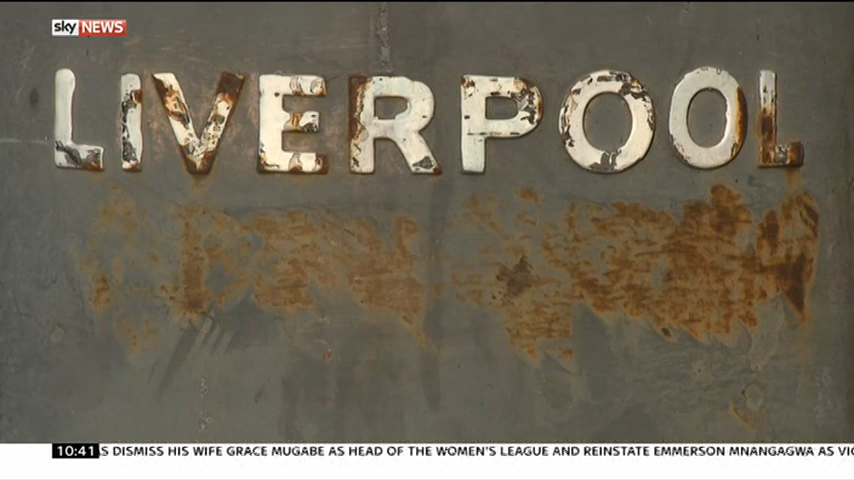 sky NEWS
LIVERPOOL
10:41 S DISMISS HIS WIFE GRACE MUGABE AS HEAD OF THE WOMEN'S LEAGUE AND REINSTATE EMMERSON MNANGAGWA AS VIC